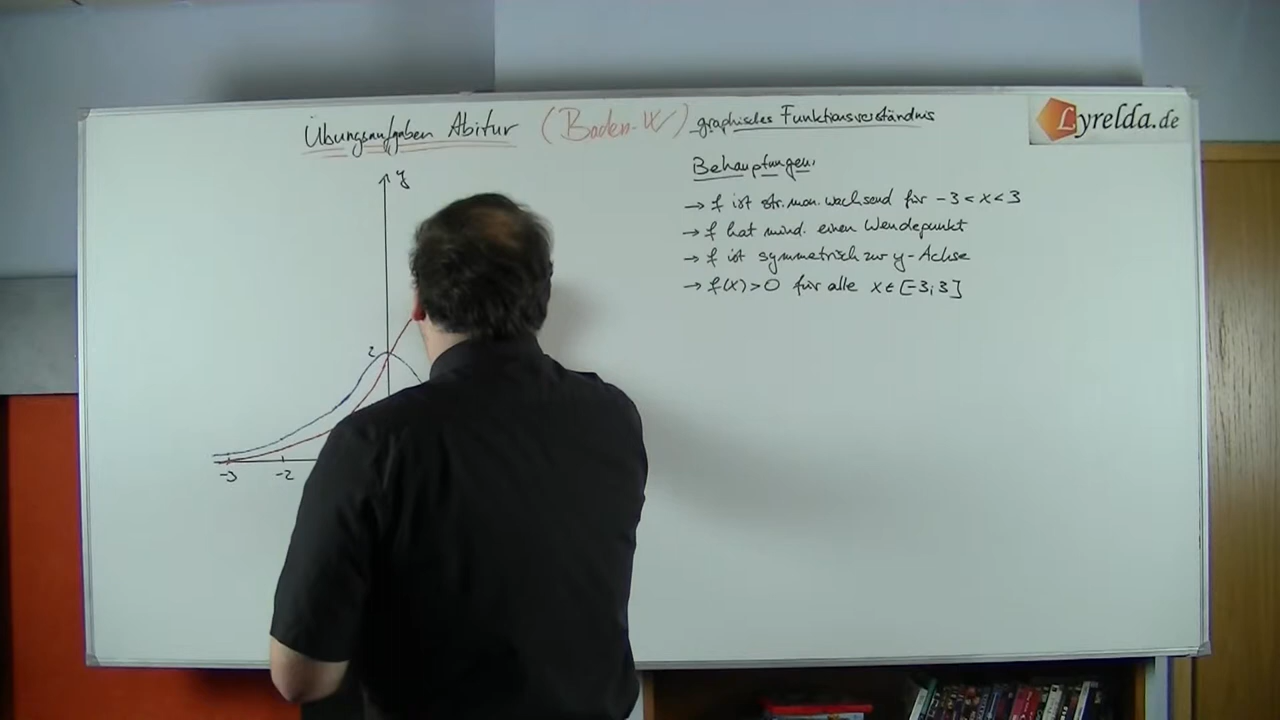 Übungsaufgaben Abitur (Baden-W) graphisches Funktionsverständnis
Lyrelda.de
Behauptungen:
→ f ist str. mon. wachsend für -3 < x < 3
→ f hat mind. einen Wendepunkt
→ f ist symmetrisch zur y-Achse
→ f(x) > 0 für alle x ∈ [-3; 3]
y
2
-3 -2